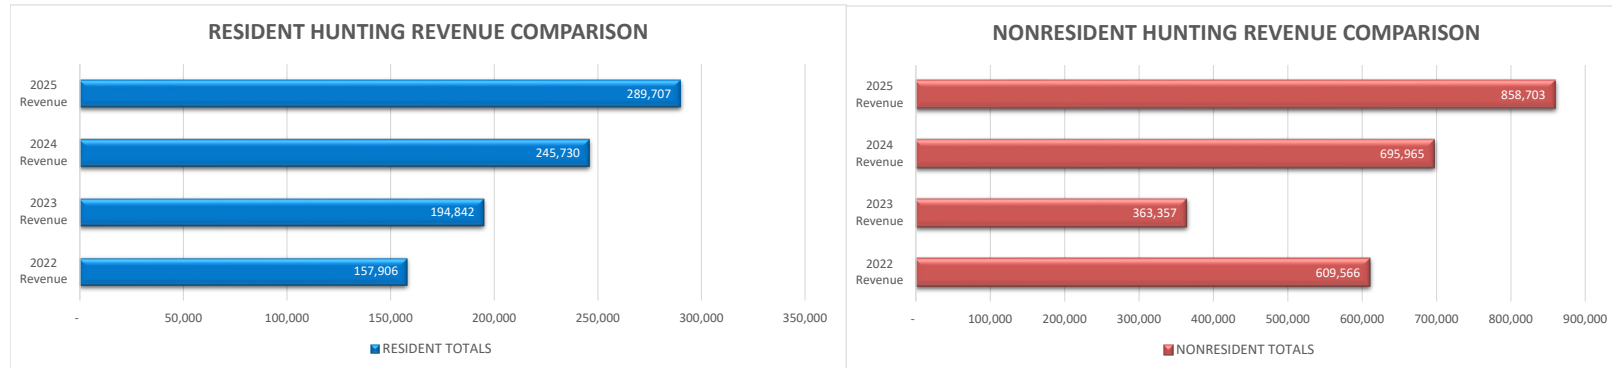 RESIDENT HUNTING REVENUE COMPARISON
2025
Revenue
289,707
2024
Revenue
245,730
2023
Revenue
194,842
2022
Revenue
157,906
- 50,000 100,000 150,000 200,000 250,000 300,000 350,000
RESIDENT TOTALS
NONRESIDENT HUNTING REVENUE COMPARISON
2025
Revenue
858,703
2024
Revenue
695,965
2023
Revenue
363,357
2022
Revenue
609,566
- 100,000 200,000 300,000 400,000 500,000 600,000 700,000 800,000 900,000
NONRESIDENT TOTALS